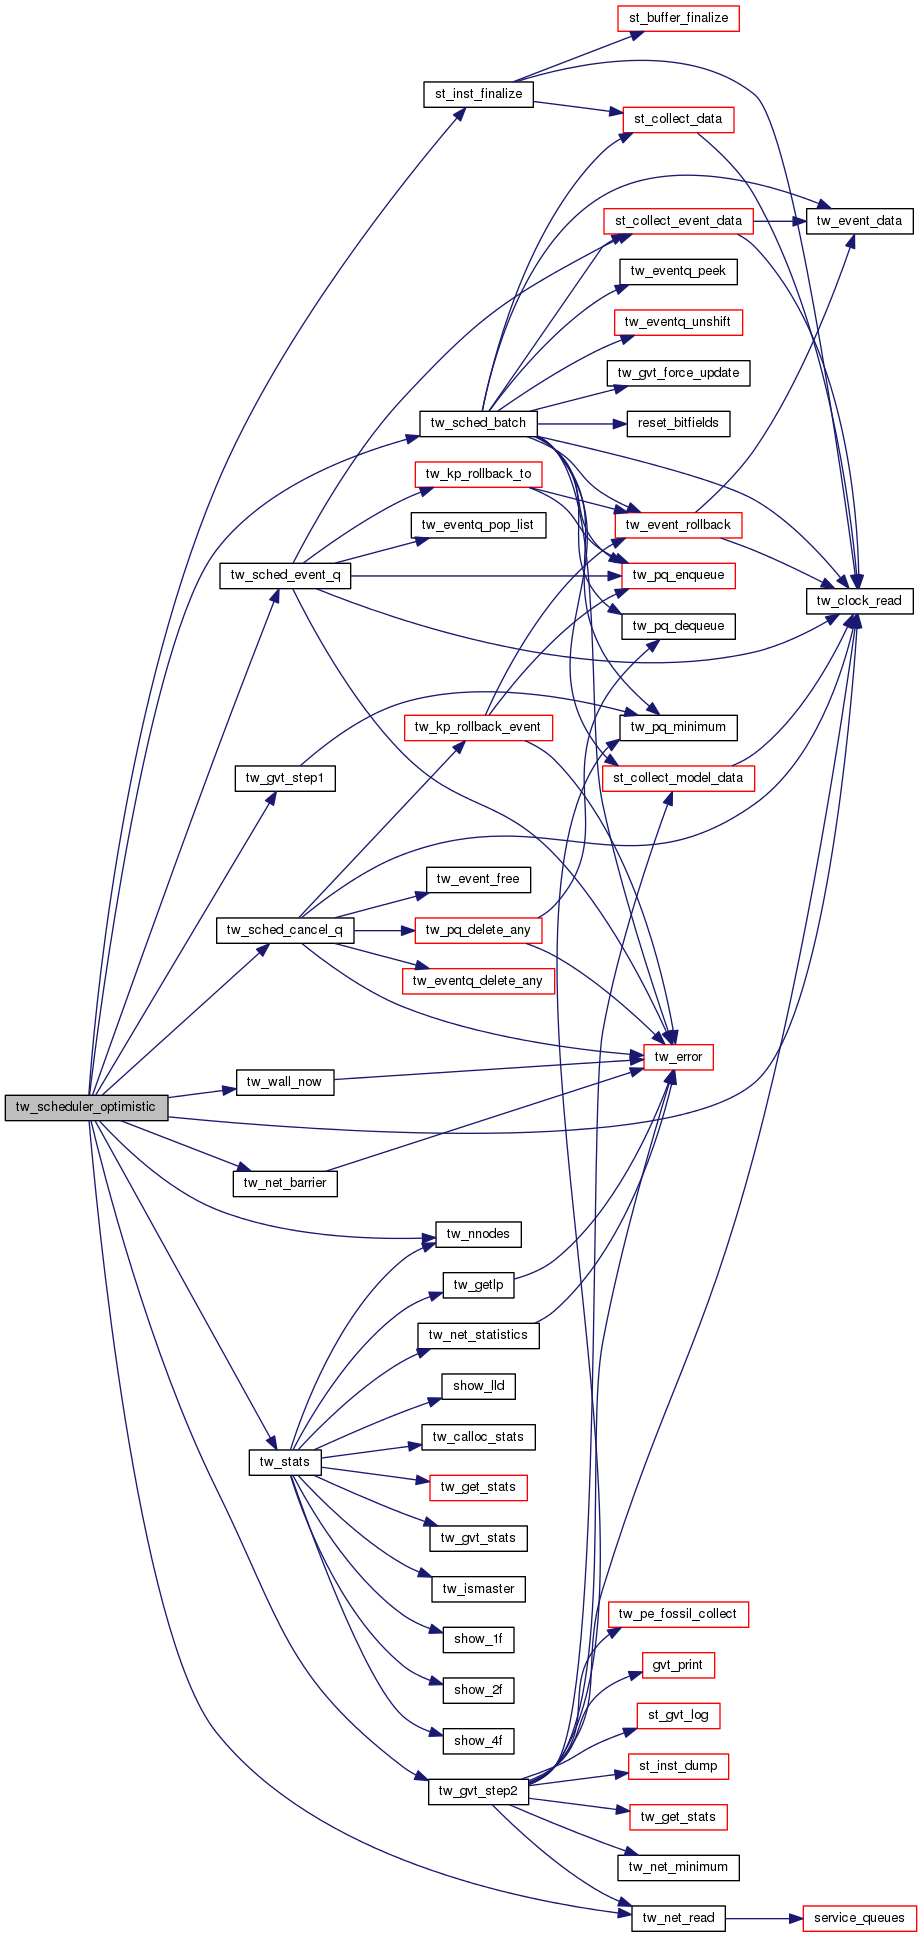 st_buffer_finalize
st_inst_finalize
st_collect_data
st_collect_event_data
tw_event_data
tw_eventq_peek
tw_eventq_unshift
tw_gvt_force_update
tw_sched_batch
reset_bitfields
tw_kp_rollback_to
tw_eventq_pop_list
tw_event_rollback
tw_sched_event_q
tw_pq_enqueue
tw_clock_read
tw_pq_dequeue
tw_kp_rollback_event
tw_pq_minimum
tw_gvt_step1
st_collect_model_data
tw_event_free
tw_sched_cancel_q
tw_pq_delete_any
tw_eventq_delete_any
tw_error
tw_wall_now
tw_scheduler_optimistic
tw_net_barrier
tw_nnodes
tw_getlp
tw_net_statistics
show_lld
tw_calloc_stats
tw_stats
tw_get_stats
tw_gvt_stats
tw_ismaster
tw_pe_fossil_collect
show_1f
gvt_print
show_2f
st_gvt_log
show_4f
st_inst_dump
tw_gvt_step2
tw_get_stats
tw_net_minimum
tw_net_read
service_queues